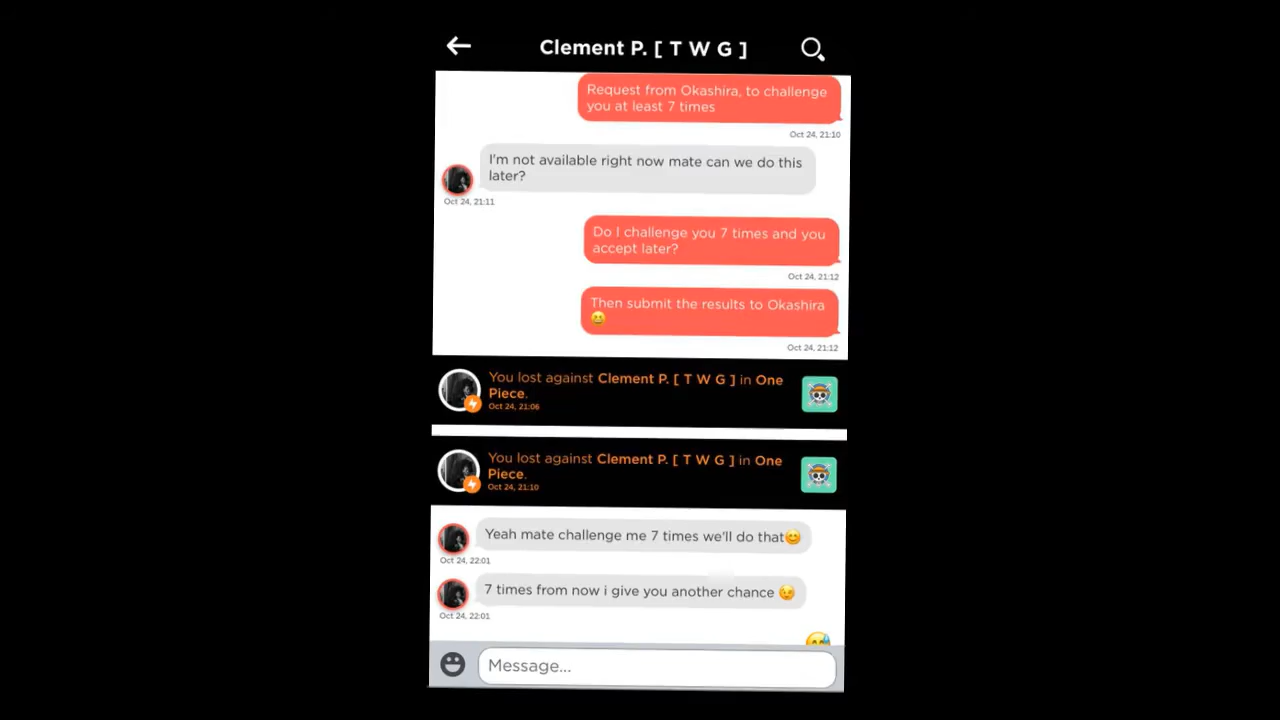 Clement P. [ T W G ]
Request from Okashira, to challenge
you at least 7 times
Oct 24, 21:10
I'm not available right now mate can we do this
later?
Oct 24, 21:11
Do I challenge you 7 times and you
accept later?
Oct 24, 21:12
Then submit the results to Okashira
😀
Oct 24, 21:12
You lost against Clement P. [ T W G ] in One
Piece.
Oct 24, 21:06
You lost against Clement P. [ T W G ] in One
Piece.
Oct 24, 21:10
Yeah mate challenge me 7 times we'll do that😊
Oct 24, 22:01
7 times from now i give you another chance 😉
Oct 24, 22:01
😅
Message...